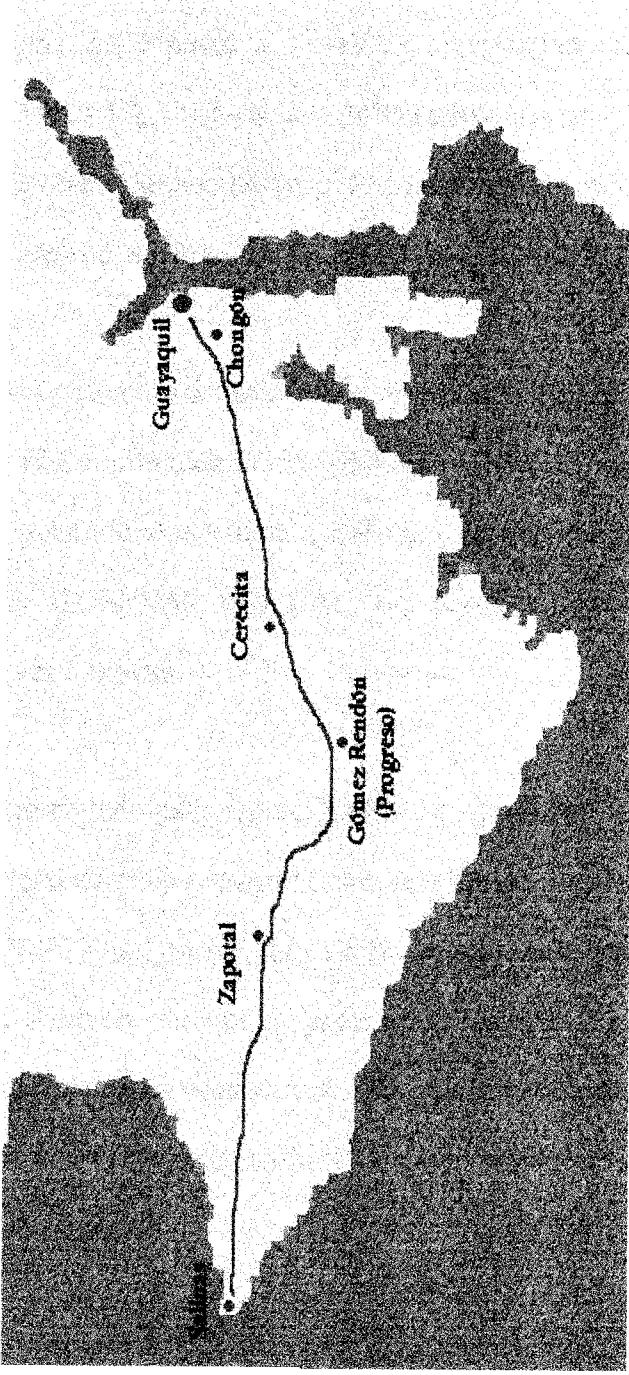 Guayaquil
Chongón
Cerecita
Gómez Rendón
(Progreso)
Zapotal
Salinas